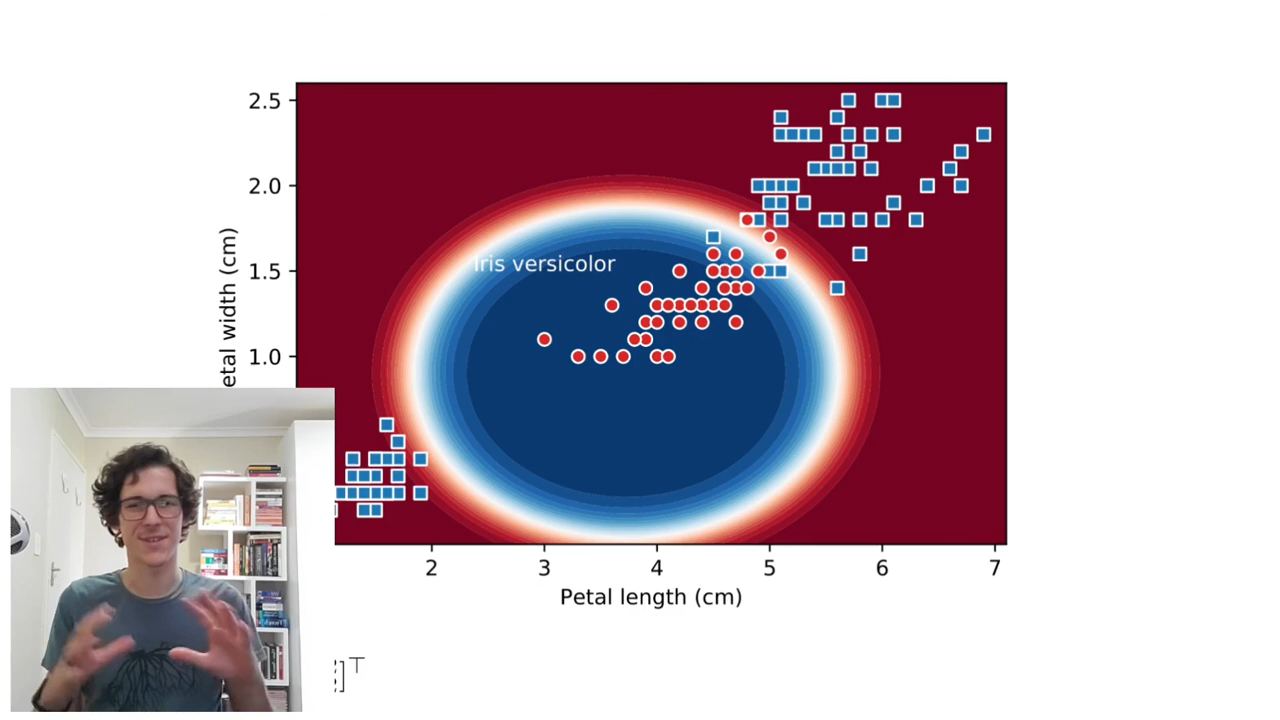 2.5
2.0
1.5
1.0
etal width (cm)
Iris versicolor
2 3 4 5 6 7
Petal length (cm)
]⊤